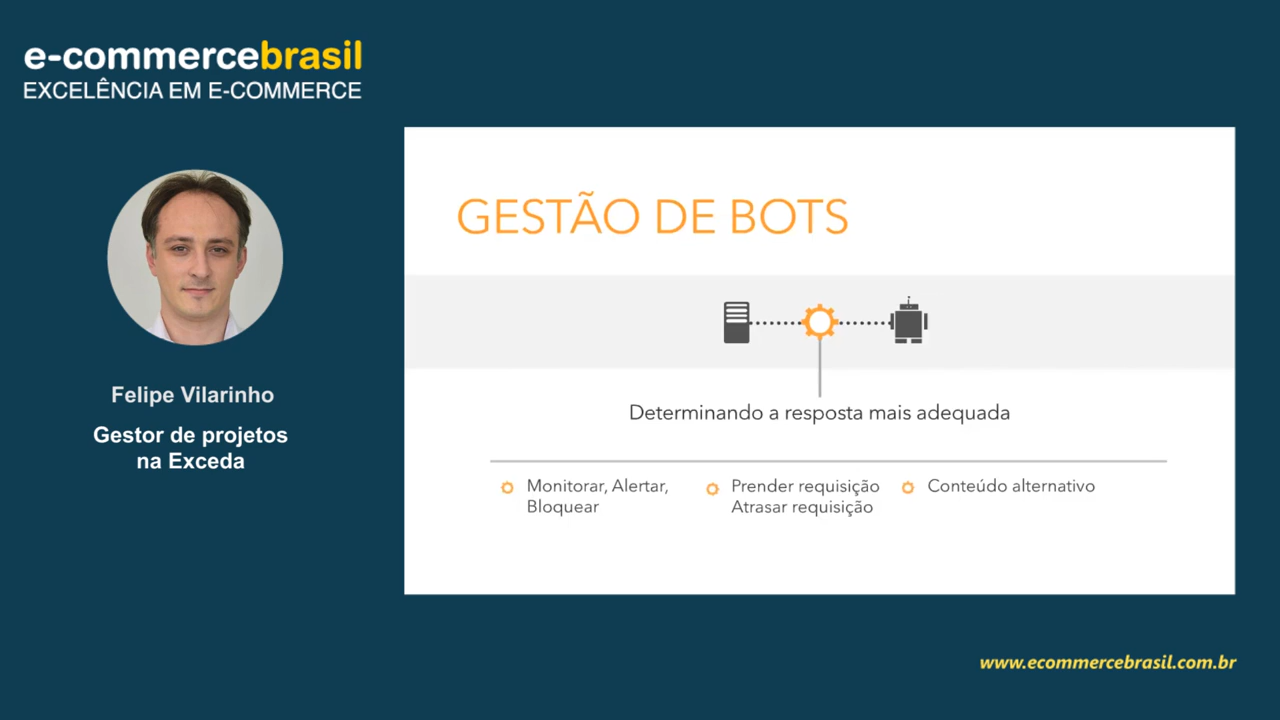 e-commercebrasil
EXCELÊNCIA EM E-COMMERCE
Felipe Vilarinho
Gestor de projetos
na Exceda
GESTÃO DE BOTS
Determinando a resposta mais adequada
Monitorar, Alertar,
Bloquear
Prender requisição
Atrasar requisição
Conteúdo alternativo
www.ecommercebrasil.com.br